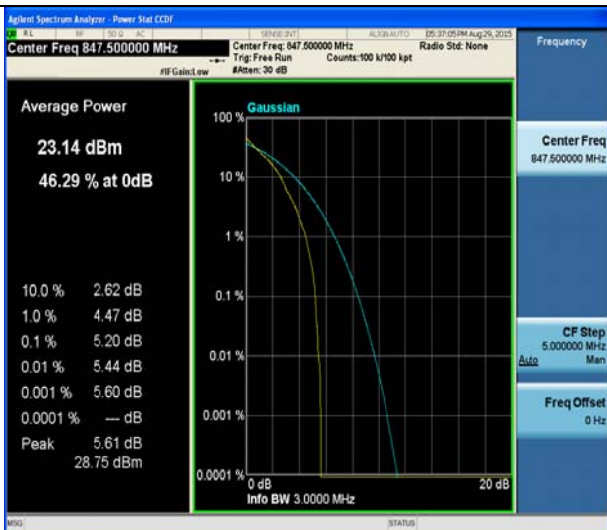 Agilent Spectrum Analyzer - Power Stat CCDF
RL RF 50 Ω AC SENSE:INT ALIGN AUTO 05:37:05 PM Aug 29, 2015
Center Freq 847.500000 MHz
Center Freq: 847.500000 MHz Radio Std: None
Trig: Free Run Counts:100 k/100 kpt
#IFGain:Low #Atten: 30 dB
Frequency
Average Power
23.14 dBm
46.29 % at 0dB
10.0 % 2.62 dB
1.0 % 4.47 dB
0.1 % 5.20 dB
0.01 % 5.44 dB
0.001 % 5.60 dB
0.0001 % --- dB
Peak 5.61 dB
28.75 dBm
Gaussian
100 %
10 %
1 %
0.1 %
0.01 %
0.001 %
0.0001 %
0 dB 20 dB
Info BW 3.0000 MHz
Center Freq
847.500000 MHz
CF Step
5.000000 MHz
Auto Man
Freq Offset
0 Hz
MSG STATUS